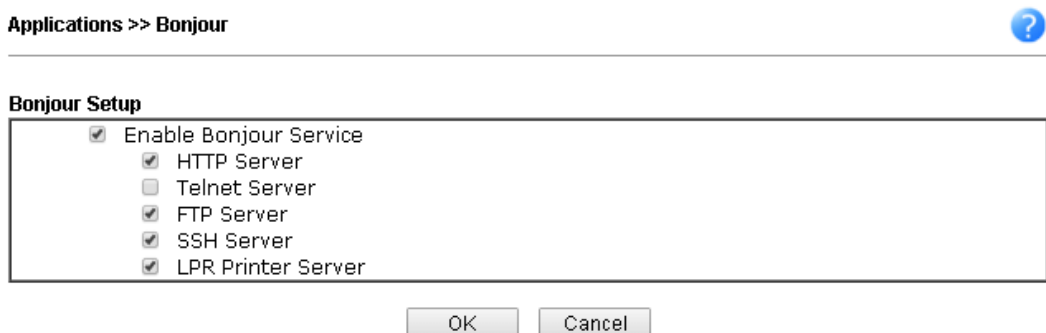 Applications >> Bonjour
?
Bonjour Setup
Enable Bonjour Service
HTTP Server
Telnet Server
FTP Server
SSH Server
LPR Printer Server
OK Cancel